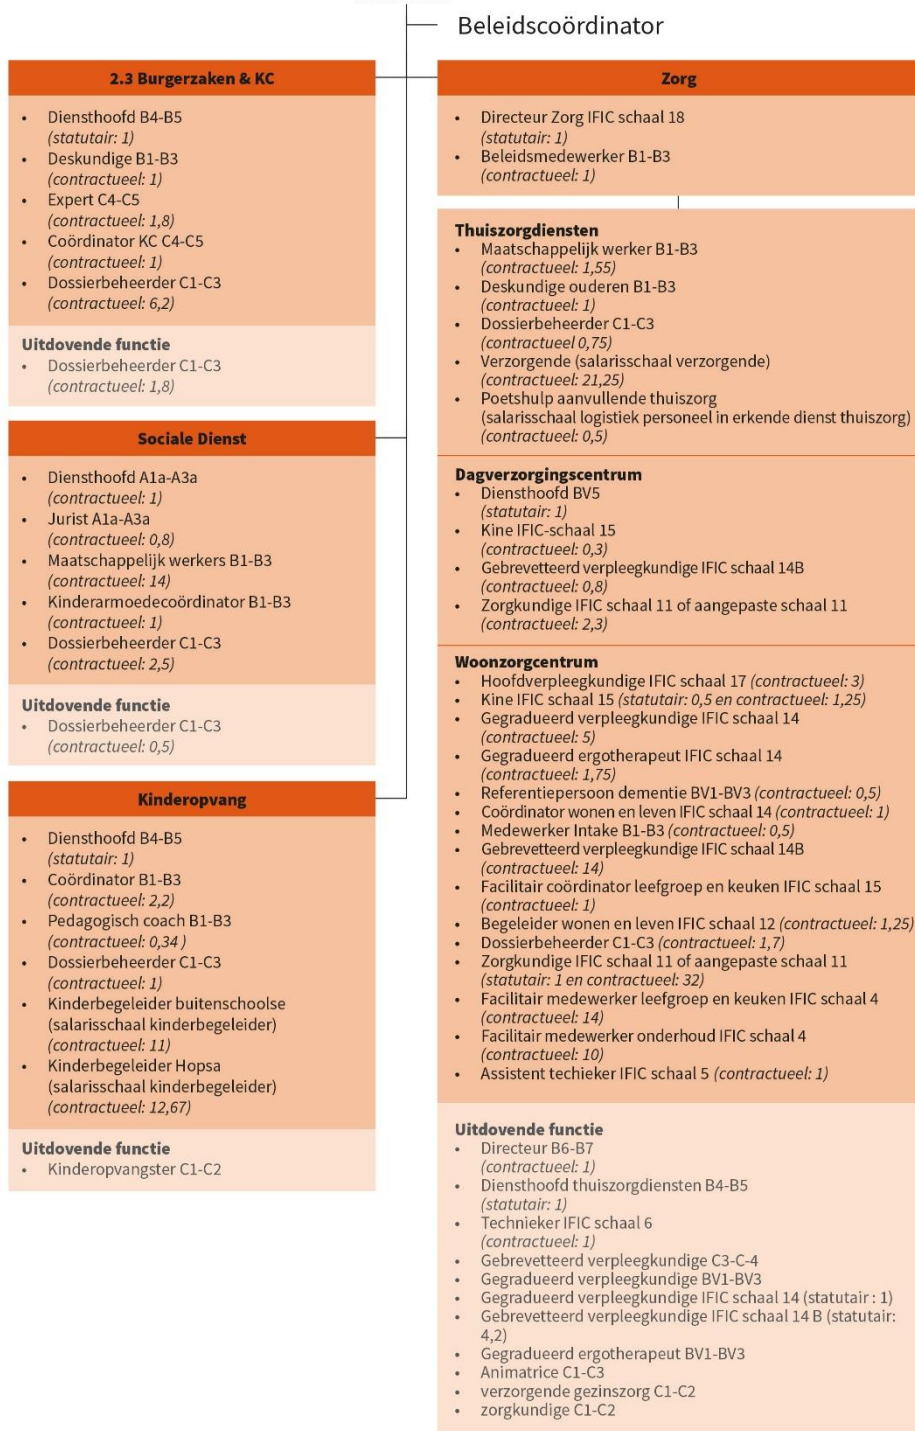 Beleidscoördinator
2.3 Burgerzaken & KC
• Diensthoofd B4-B5
(statutair: 1)
• Deskundige B1-B3
(contractueel: 1)
• Expert C4-C5
(contractueel: 1,8)
• Coördinator KC C4-C5
(contractueel: 1)
• Dossierbeheerder C1-C3
(contractueel: 6,2)
Uitdovende functie
• Dossierbeheerder C1-C3
(contractueel: 1,8)
Sociale Dienst
• Diensthoofd A1a-A3a
(contractueel: 1)
• Jurist A1a-A3a
(contractueel: 0,8)
• Maatschappelijk werkers B1-B3
(contractueel: 14)
• Kinderarmoedecoördinator B1-B3
(contractueel: 1)
• Dossierbeheerder C1-C3
(contractueel: 2,5)
Uitdovende functie
• Dossierbeheerder C1-C3
(contractueel: 0,5)
Kinderopvang
• Diensthoofd B4-B5
(statutair: 1)
• Coördinator B1-B3
(contractueel: 2,2)
• Pedagogisch coach B1-B3
(contractueel: 0,34 )
• Dossierbeheerder C1-C3
(contractueel: 1)
• Kinderbegeleider buitenschoolse
(salarisschaal kinderbegeleider)
(contractueel: 11)
• Kinderbegeleider Hopsa
(salarisschaal kinderbegeleider)
(contractueel: 12,67)
Uitdovende functie
• Kinderopvangster C1-C2
Zorg
• Directeur Zorg IFIC schaal 18
(statutair: 1)
• Beleidsmedewerker B1-B3
(contractueel: 1)
Thuiszorgdiensten
• Maatschappelijk werker B1-B3
(contractueel: 1,55)
• Deskundige ouderen B1-B3
(contractueel: 1)
• Dossierbeheerder C1-C3
(contractueel 0,75)
• Verzorgende (salarisschaal verzorgende)
(contractueel: 21,25)
• Poetshulp aanvullende thuiszorg
(salarisschaal logistiek personeel in erkende dienst thuiszorg)
(contractueel: 0,5)
Dagverzorgingscentrum
• Diensthoofd BV5
(statutair: 1)
• Kine IFIC-schaal 15
(contractueel: 0,3)
• Gebrevetteerd verpleegkundige IFIC schaal 14B
(contractueel: 0,8)
• Zorgkundige IFIC schaal 11 of aangepaste schaal 11
(contractueel: 2,3)
Woonzorgcentrum
• Hoofdverpleegkundige IFIC schaal 17 (contractueel: 3)
• Kine IFIC schaal 15 (statutair: 0,5 en contractueel: 1,25)
• Gegradueerd verpleegkundige IFIC schaal 14
(contractueel: 5)
• Gegradueerd ergotherapeut IFIC schaal 14
(contractueel: 1,75)
• Referentiepersoon dementie BV1-BV3 (contractueel: 0,5)
• Coördinator wonen en leven IFIC schaal 14 (contractueel: 1)
• Medewerker Intake B1-B3 (contractueel: 0,5)
• Gebrevetteerd verpleegkundige IFIC schaal 14B
(contractueel: 14)
• Facilitair coördinator leefgroep en keuken IFIC schaal 15
(contractueel: 1)
• Begeleider wonen en leven IFIC schaal 12 (contractueel: 1,25)
• Dossierbeheerder C1-C3 (contractueel: 1,7)
• Zorgkundige IFIC schaal 11 of aangepaste schaal 11
(statutair: 1 en contractueel: 32)
• Facilitair medewerker leefgroep en keuken IFIC schaal 4
(contractueel: 14)
• Facilitair medewerker onderhoud IFIC schaal 4
(contractueel: 10)
• Assistent techieker IFIC schaal 5 (contractueel: 1)
Uitdovende functie
• Directeur B6-B7
(contractueel: 1)
• Diensthoofd thuiszorgdiensten B4-B5
(statutair: 1)
• Technieker IFIC schaal 6
(contractueel: 1)
• Gebrevetteerd verpleegkundige C3-C-4
• Gegradueerd verpleegkundige BV1-BV3
• Gegradueerd verpleegkundige IFIC schaal 14 (statutair : 1)
• Gebrevetteerd verpleegkundige IFIC schaal 14 B (statutair:
4,2)
• Gegradueerd ergotherapeut BV1-BV3
• Animatrice C1-C3
• verzorgende gezinszorg C1-C2
• zorgkundige C1-C2